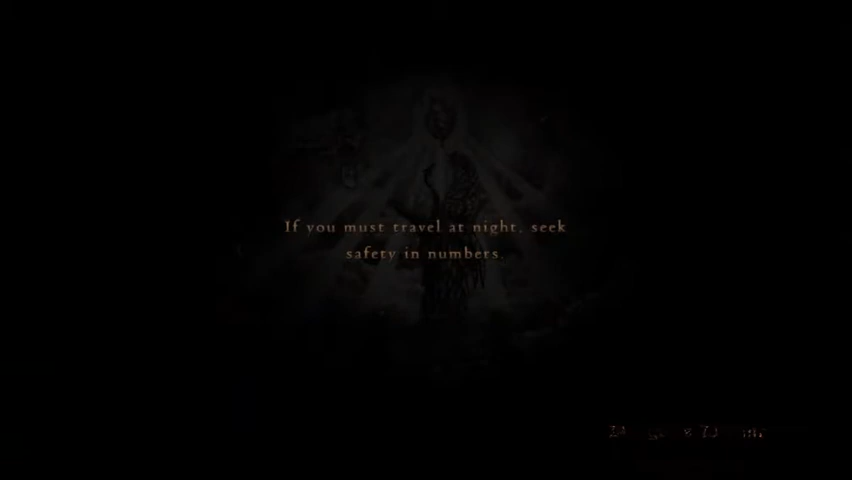 If you must travel at night, seek
safety in numbers.